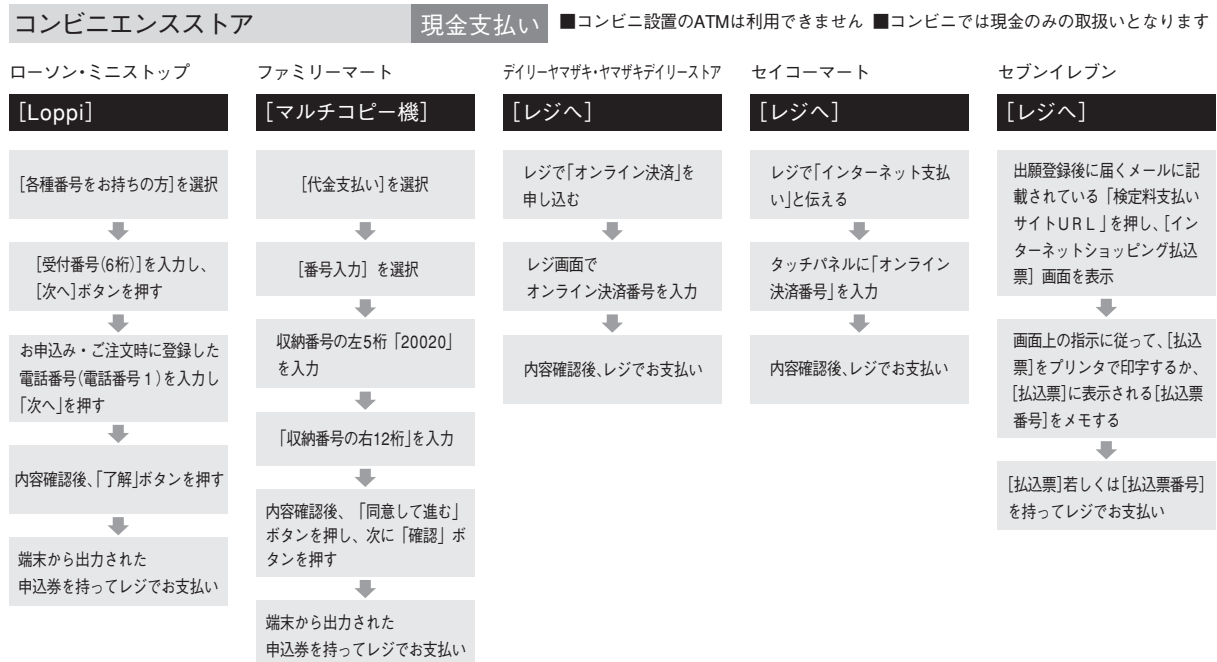 コンビニエンスストア
現金支払い
■コンビニ設置のATMは利用できません ■コンビニでは現金のみの取扱いとなります
ローソン・ミニストップ
[Loppi]
[各種番号をお持ちの方]を選択
[受付番号(6桁)]を入力し、
[次へ]ボタンを押す
お申込み・ご注文時に登録した
電話番号(電話番号1)を入力し
「次へ」を押す
内容確認後、「了解」ボタンを押す
端末から出力された
申込券を持ってレジでお支払い
ファミリーマート
[マルチコピー機]
[代金支払い]を選択
[番号入力] を選択
収納番号の左5桁「20020」
を入力
「収納番号の右12桁」を入力
内容確認後、「同意して進む」
ボタンを押し、次に「確認」ボ
タンを押す
端末から出力された
申込券を持ってレジでお支払い
デイリーヤマザキ・ヤマザキデイリーストア
[レジへ]
レジで「オンライン決済」を
申し込む
レジ画面で
オンライン決済番号を入力
内容確認後、レジでお支払い
セイコーマート
[レジへ]
レジで「インターネット支払
い」と伝える
タッチパネルに「オンライン
決済番号」を入力
内容確認後、レジでお支払い
セブンイレブン
[レジへ]
出願登録後に届くメールに記
載されている「検定料支払い
サイトURL」を押し、[イン
ターネットショッピング払込
票] 画面を表示
画面上の指示に従って、[払込
票]をプリンタで印字するか、
[払込票]に表示される[払込票
番号]をメモする
[払込票]若しくは[払込票番号]
を持ってレジでお支払い